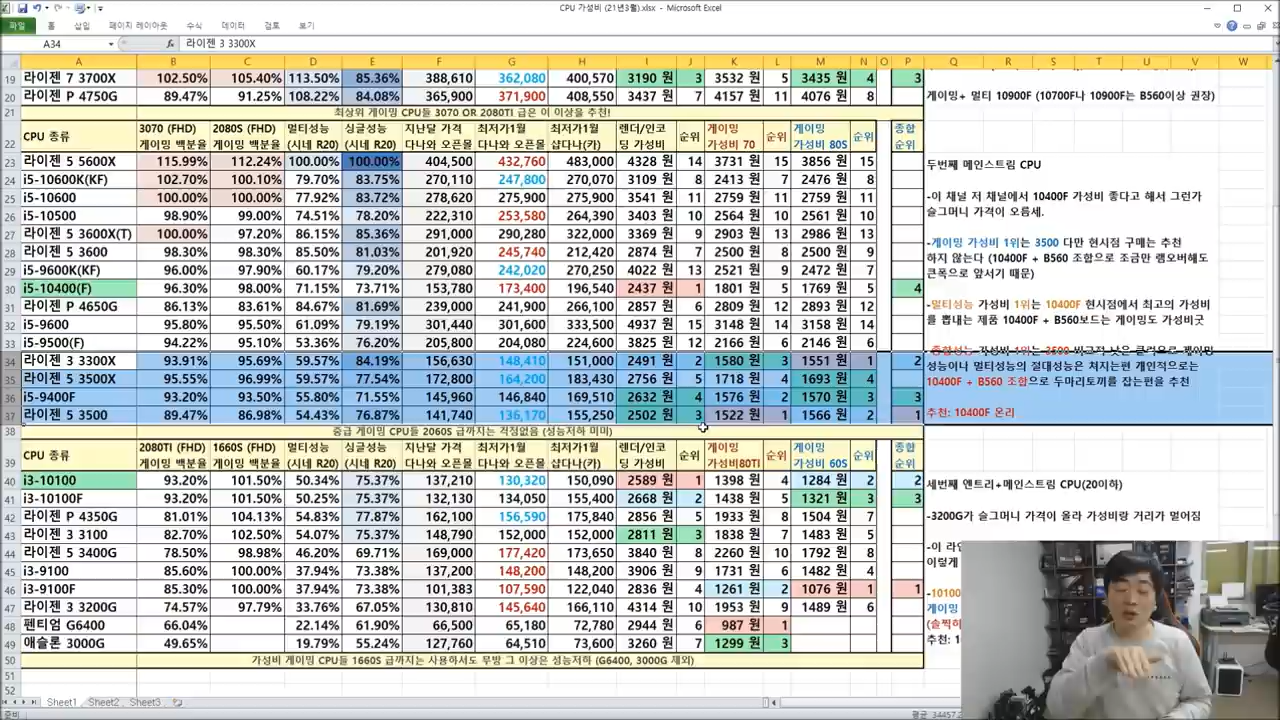 CPU 가성비 (21년3월).xlsx - Microsoft Excel
파일 홈 삽입 페이지 레이아웃 수식 데이터 검토 보기
A34 fx 라이젠 3 3300X
A B C D E F G H I J K L M N O P Q R S T U V W
19 라이젠 7 3700X 102.50% 105.40% 113.50% 85.36% 388,610 362,080 400,570 3190 원 3 3532 원 5 3435 원 4 3
20 라이젠 P 4750G 89.47% 91.25% 108.22% 84.08% 365,900 371,900 408,550 3437 원 7 4157 원 11 4076 원 8
게이밍+ 멀티 10900F (10700F나 10900F는 B560이상 권장)
21 최상위 게이밍 CPU들 3070 OR 2080TI 급은 이 이상을 추천!
22 CPU 종류 3070 (FHD) 게이밍 백분율 2080S (FHD) 게이밍 백분율 멀티성능 (시네 R20) 싱글성능 (시네 R20) 지난달 가격 다나와 오픈몰 최저가1월 다나와 오픈몰 최저가1월 샵다나(카) 렌더/인코딩 가성비 순위 게이밍 가성비 70 순위 게이밍 가성비 80S 순위 종합 순위
23 라이젠 5 5600X 115.99% 112.24% 100.00% 100.00% 404,500 432,760 483,000 4328 원 14 3731 원 15 3856 원 15
24 i5-10600K(KF) 102.70% 100.10% 79.70% 83.75% 270,110 247,800 270,070 3109 원 8 2413 원 7 2476 원 8
25 i5-10600 100.00% 100.00% 77.92% 83.72% 278,620 275,900 275,900 3541 원 11 2759 원 11 2759 원 11
26 i5-10500 98.90% 99.00% 74.51% 78.20% 222,310 253,580 264,390 3403 원 10 2564 원 10 2561 원 10
27 라이젠 5 3600X(T) 100.00% 97.20% 86.15% 85.36% 291,000 290,280 322,000 3369 원 9 2903 원 13 2986 원 13
28 라이젠 5 3600 98.30% 98.30% 85.50% 81.03% 201,920 245,740 212,420 2874 원 7 2500 원 8 2500 원 9
29 i5-9600K(KF) 96.00% 97.90% 60.17% 79.20% 279,080 242,020 250,250 4022 원 13 2521 원 9 2472 원 7
30 i5-10400(F) 96.30% 98.00% 71.15% 73.71% 153,780 173,400 196,540 2437 원 1 1801 원 5 1769 원 5 4
31 라이젠 P 4650G 86.13% 83.61% 84.67% 81.69% 239,000 241,900 266,100 2857 원 6 2809 원 12 2893 원 12
32 i5-9600 95.80% 95.50% 61.09% 79.19% 301,440 301,600 333,500 4937 원 15 3148 원 14 3158 원 14
33 i5-9500(F) 94.22% 95.10% 53.36% 76.20% 205,800 204,100 224,600 3825 원 12 2166 원 6 2146 원 6
34 라이젠 3 3300X 93.91% 95.69% 59.57% 84.19% 156,630 148,410 151,000 2491 원 2 1580 원 3 1551 원 1 2
35 라이젠 5 3500X 95.55% 96.99% 59.57% 77.54% 172,800 164,200 183,430 2756 원 5 1718 원 4 1693 원 4
36 i5-9400F 93.20% 93.50% 55.80% 71.55% 145,960 146,840 169,510 2632 원 4 1576 원 2 1570 원 3 3
37 라이젠 5 3500 89.47% 86.98% 54.43% 76.87% 141,740 136,170 155,250 2502 원 3 1522 원 1 1566 원 2 1
두번째 메인스트림 CPU
-이 채널 저 채널에서 10400F 가성비 좋다고 해서 그런가
슬그머니 가격이 오름세.
-게이밍 가성비 1위는 3500 다만 현시점 구매는 추천
하지 않는다 (10400F + B560 조합으로 조금만 램오버해도
큰폭으로 앞서기 때문)
-멀티성능 가성비 1위는 10400F 현시점에서 최고의 가성비
를 뽑내는 제품 10400F + B560보드는 게이밍도 가성비굿
성능이나 멀티성능의 절대성능은 쳐지는편 개인적으로는
10400F + B560 조합으로 두마리토끼를 잡는편을 추천
추천: 10400F 온리
38 중급 게이밍 CPU들 2060S 급까지는 걱정없음 (성능저하 미미)
39 CPU 종류 2080TI (FHD) 게이밍 백분율 1660S (FHD) 게이밍 백분율 멀티성능 (시네 R20) 싱글성능 (시네 R20) 지난달 가격 다나와 오픈몰 최저가1월 다나와 오픈몰 최저가1월 샵다나(카) 렌더/인코딩 가성비 순위 게이밍 가성비80TI 순위 게이밍 가성비 60S 순위 종합 순위
40 i3-10100 93.20% 101.50% 50.34% 75.37% 137,210 130,320 150,090 2589 원 1 1398 원 4 1284 원 2 2
41 i3-10100F 93.20% 101.50% 50.25% 75.37% 132,130 134,050 155,400 2668 원 2 1438 원 5 1321 원 3 3
42 라이젠 P 4350G 81.01% 104.13% 54.83% 77.87% 162,100 156,590 175,840 2856 원 5 1933 원 8 1504 원 7
43 라이젠 3 3100 82.70% 102.50% 54.07% 75.37% 148,790 152,000 152,000 2811 원 3 1838 원 7 1483 원 5
44 라이젠 5 3400G 78.50% 98.98% 46.20% 69.71% 169,000 177,420 173,650 3840 원 8 2260 원 10 1792 원 8
45 i3-9100 85.60% 100.00% 37.94% 73.38% 137,200 148,200 148,200 3906 원 9 1731 원 6 1482 원 4
46 i3-9100F 85.30% 100.00% 37.94% 73.38% 101,383 107,590 122,040 2836 원 4 1261 원 2 1076 원 1 1
47 라이젠 3 3200G 74.57% 97.79% 33.76% 67.05% 130,810 145,640 166,110 4314 원 10 1953 원 9 1489 원 6
48 펜티엄 G6400 66.04% 22.14% 61.90% 66,500 65,180 72,780 2944 원 6 987 원 1
49 애슬론 3000G 49.65% 19.79% 55.24% 127,760 64,510 73,600 3260 원 7 1299 원 3
세번째 엔트리+메인스트림 CPU(20이하)
-3200G가 슬그머니 가격이 올라 가성비랑 거리가 멀어짐
-이 라인
이렇게
게이밍
추천: 1
50 가성비 게이밍 CPU들 1660S 급까지는 사용하셔도 무방 그 이상은 성능저하 (G6400, 3000G 제외)
51
52
Sheet1 Sheet2 Sheet3
준비